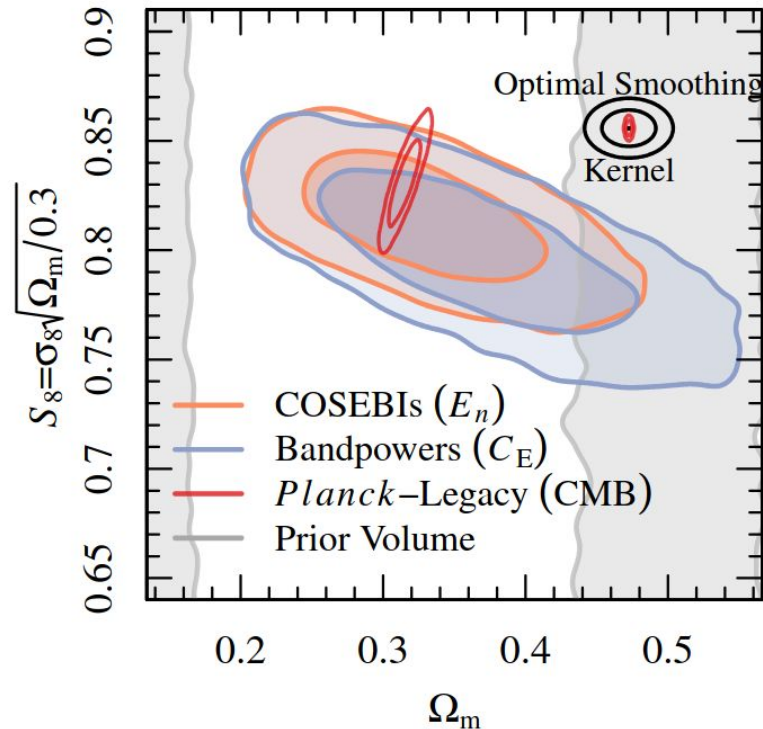 0.9
0.85
0.8
0.75
0.7
0.65
S₈=σ₈√Ωₘ/0.3
Optimal Smoothing
Kernel
COSEBIs (Eₙ)
Bandpowers (C_E)
Planck−Legacy (CMB)
Prior Volume
0.2 0.3 0.4 0.5
Ωₘ